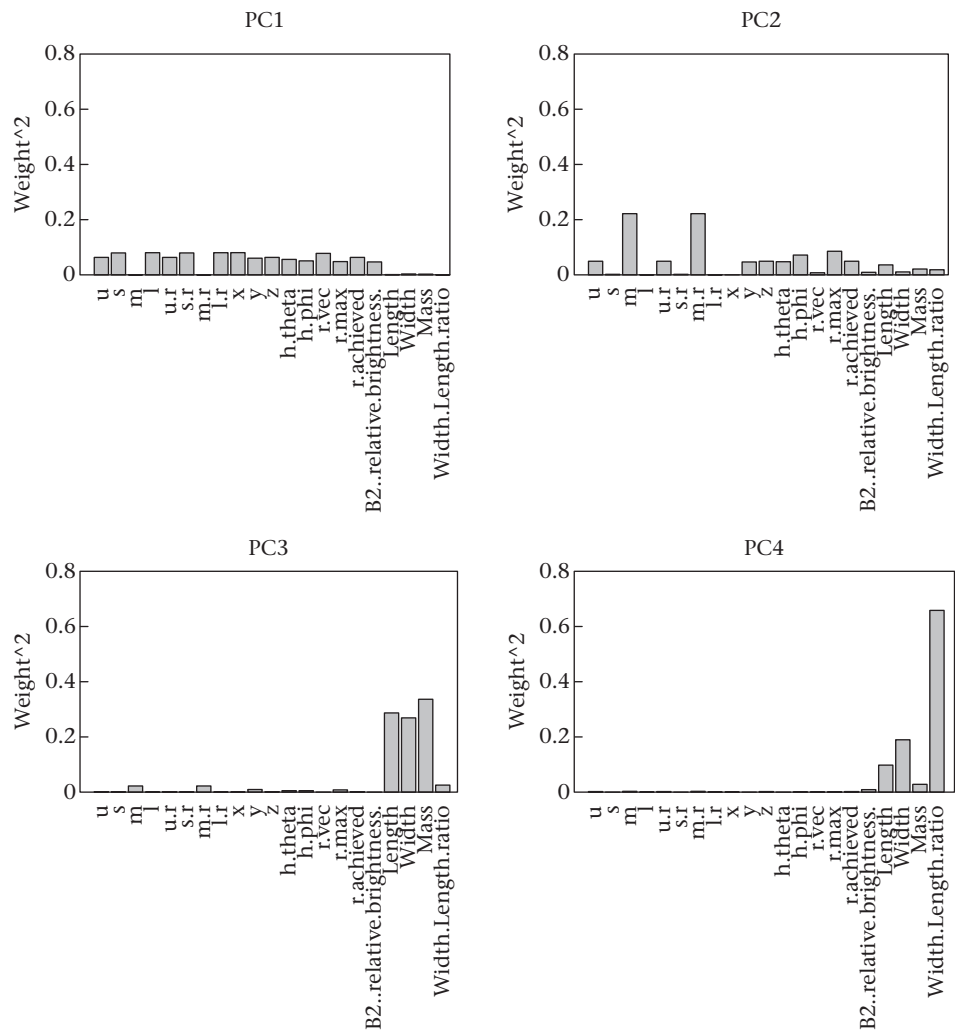 PC1
Weight^2
0.8
0.6
0.4
0.2
0
u
s
m
l
u.r
s.r
m.r
l.r
x
y
z
h.theta
h.phi
r.vec
r.max
r.achieved
B2..relative.brightness.
Length
Width
Mass
Width.Length.ratio
PC2
Weight^2
0.8
0.6
0.4
0.2
0
u
s
m
l
u.r
s.r
m.r
l.r
x
y
z
h.theta
h.phi
r.vec
r.max
r.achieved
B2..relative.brightness.
Length
Width
Mass
Width.Length.ratio
PC3
Weight^2
0.8
0.6
0.4
0.2
0
u
s
m
l
u.r
s.r
m.r
l.r
x
y
z
h.theta
h.phi
r.vec
r.max
r.achieved
B2..relative.brightness.
Length
Width
Mass
Width.Length.ratio
PC4
Weight^2
0.8
0.6
0.4
0.2
0
u
s
m
l
u.r
s.r
m.r
l.r
x
y
z
h.theta
h.phi
r.vec
r.max
r.achieved
B2..relative.brightness.
Length
Width
Mass
Width.Length.ratio